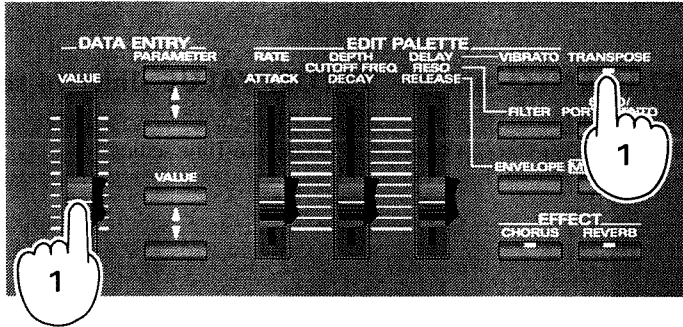 DATA ENTRY
PARAMETER
VALUE
VALUE
EDIT PALETTE
RATE DEPTH DELAY
CUTOFF FREQ RESO
ATTACK DECAY RELEASE
VIBRATO TRANSPOSE
FILTER
ENVELOPE
EFFECT
CHORUS REVERB
1
1